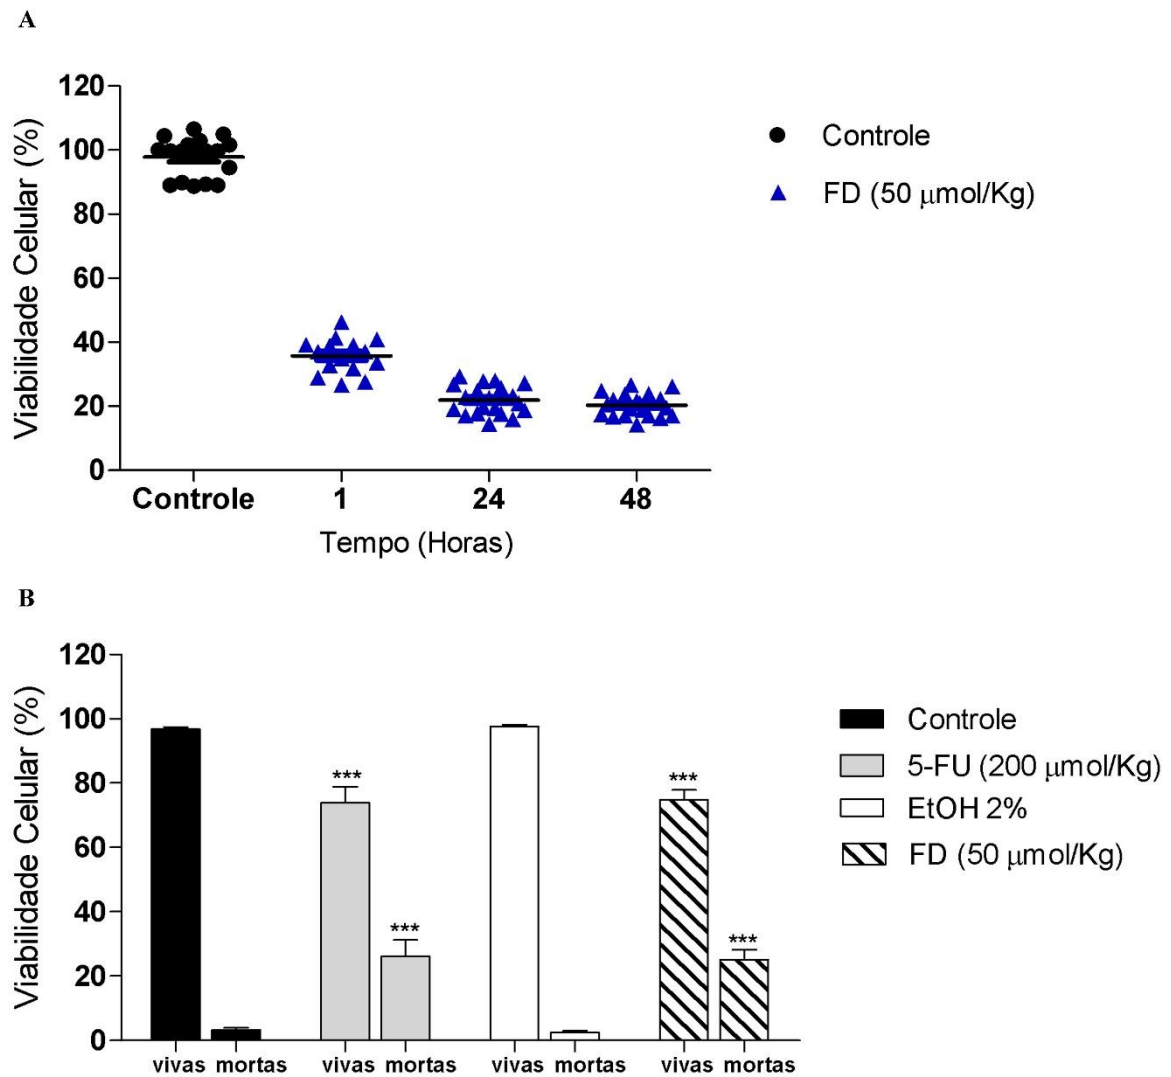 A
Viabilidade Celular (%)
120
100
80
60
40
20
0
Controle 1 24 48
Tempo (Horas)
Controle
FD (50 μmol/Kg)
B
Viabilidade Celular (%)
120
100
80
60
40
20
0
*** *** *** ***
vivas mortas vivas mortas vivas mortas vivas mortas
Controle
5-FU (200 μmol/Kg)
EtOH 2%
FD (50 μmol/Kg)